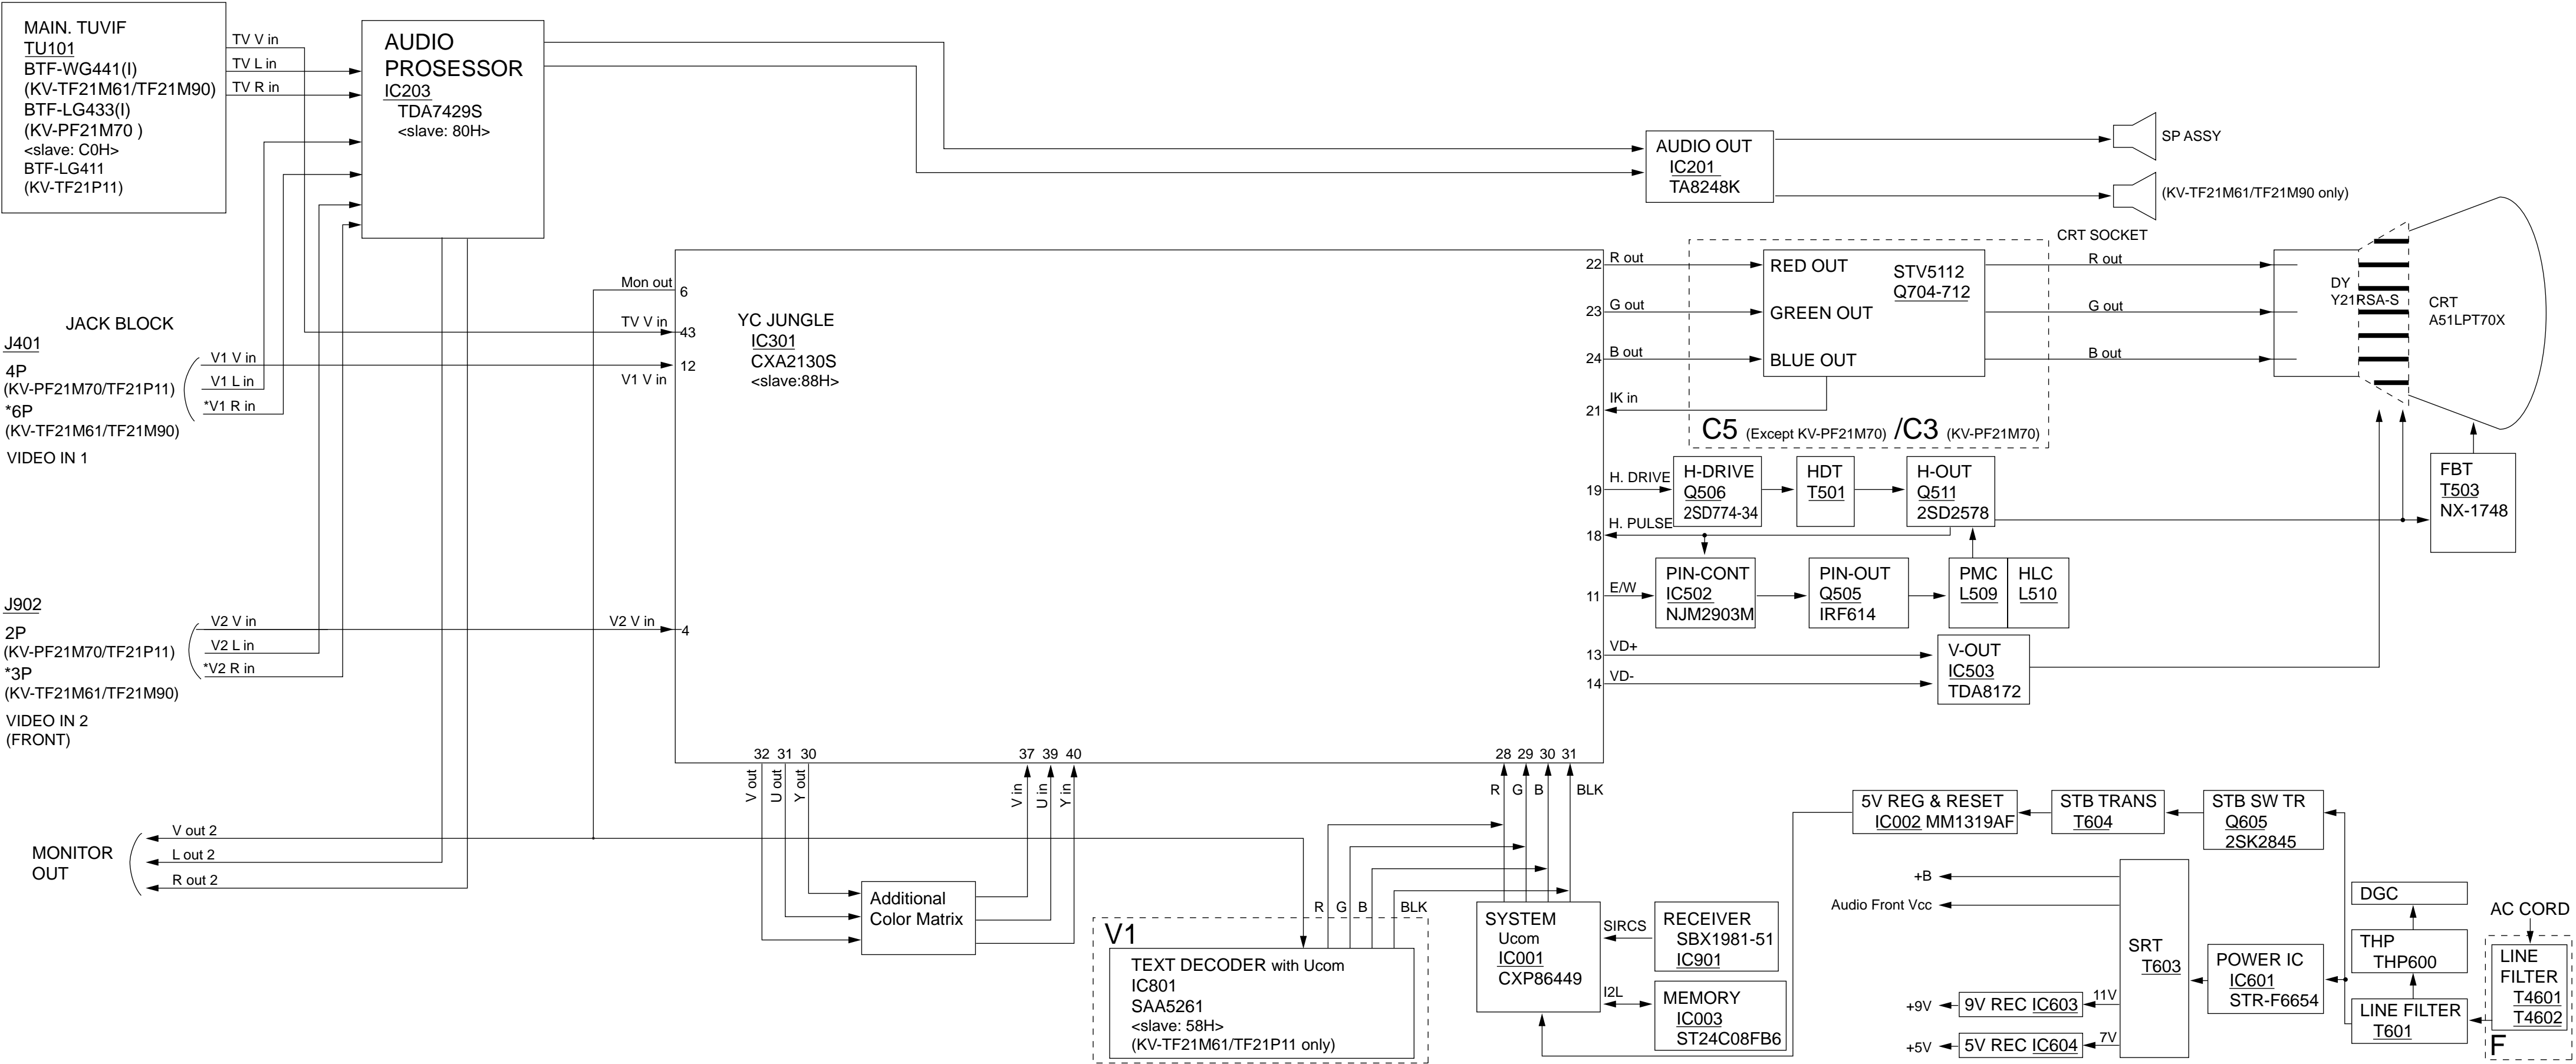 MAIN. TUVIF
TU101
BTF-WG441(I)
(KV-TF21M61/TF21M90)
BTF-LG433(I)
(KV-PF21M70 )
<slave: C0H>
BTF-LG411
(KV-TF21P11)
TV V in
TV L in
TV R in
AUDIO
PROSESSOR
IC203
TDA7429S
<slave: 80H>
AUDIO OUT
IC201
TA8248K
SP ASSY
(KV-TF21M61/TF21M90 only)
JACK BLOCK
J401
4P
(KV-PF21M70/TF21P11)
*6P
(KV-TF21M61/TF21M90)
VIDEO IN 1
V1 V in
V1 L in
*V1 R in
J902
2P
(KV-PF21M70/TF21P11)
*3P
(KV-TF21M61/TF21M90)
VIDEO IN 2
(FRONT)
V2 V in
V2 L in
*V2 R in
MONITOR
OUT
V out 2
L out 2
R out 2
Mon out
6
TV V in
43
12
V1 V in
V2 V in
4
YC JUNGLE
IC301
CXA2130S
<slave:88H>
22
R out
23
G out
24
B out
21
IK in
19
H. DRIVE
18
H. PULSE
11
E/W
13
VD+
14
VD-
32 31 30
V out
U out
Y out
37 39 40
V in
U in
Y in
28 29 30 31
R
G
B
BLK
RED OUT
GREEN OUT
BLUE OUT
STV5112
Q704-712
C5 (Except KV-PF21M70) /C3 (KV-PF21M70)
CRT SOCKET
R out
G out
B out
DY
Y21RSA-S
CRT
A51LPT70X
H-DRIVE
Q506
2SD774-34
HDT
T501
H-OUT
Q511
2SD2578
FBT
T503
NX-1748
PIN-CONT
IC502
NJM2903M
PIN-OUT
Q505
IRF614
PMC
L509
HLC
L510
V-OUT
IC503
TDA8172
Additional
Color Matrix
R
G
B
BLK
V1
TEXT DECODER with Ucom
IC801
SAA5261
<slave: 58H>
(KV-TF21M61/TF21P11 only)
SYSTEM
Ucom
IC001
CXP86449
SIRCS
RECEIVER
SBX1981-51
IC901
I2L
MEMORY
IC003
ST24C08FB6
5V REG & RESET
IC002 MM1319AF
STB TRANS
T604
STB SW TR
Q605
2SK2845
+B
Audio Front Vcc
SRT
T603
+9V
9V REC IC603
11V
+5V
5V REC IC604
7V
POWER IC
IC601
STR-F6654
DGC
THP
THP600
LINE FILTER
T601
AC CORD
LINE
FILTER
T4601
T4602
F